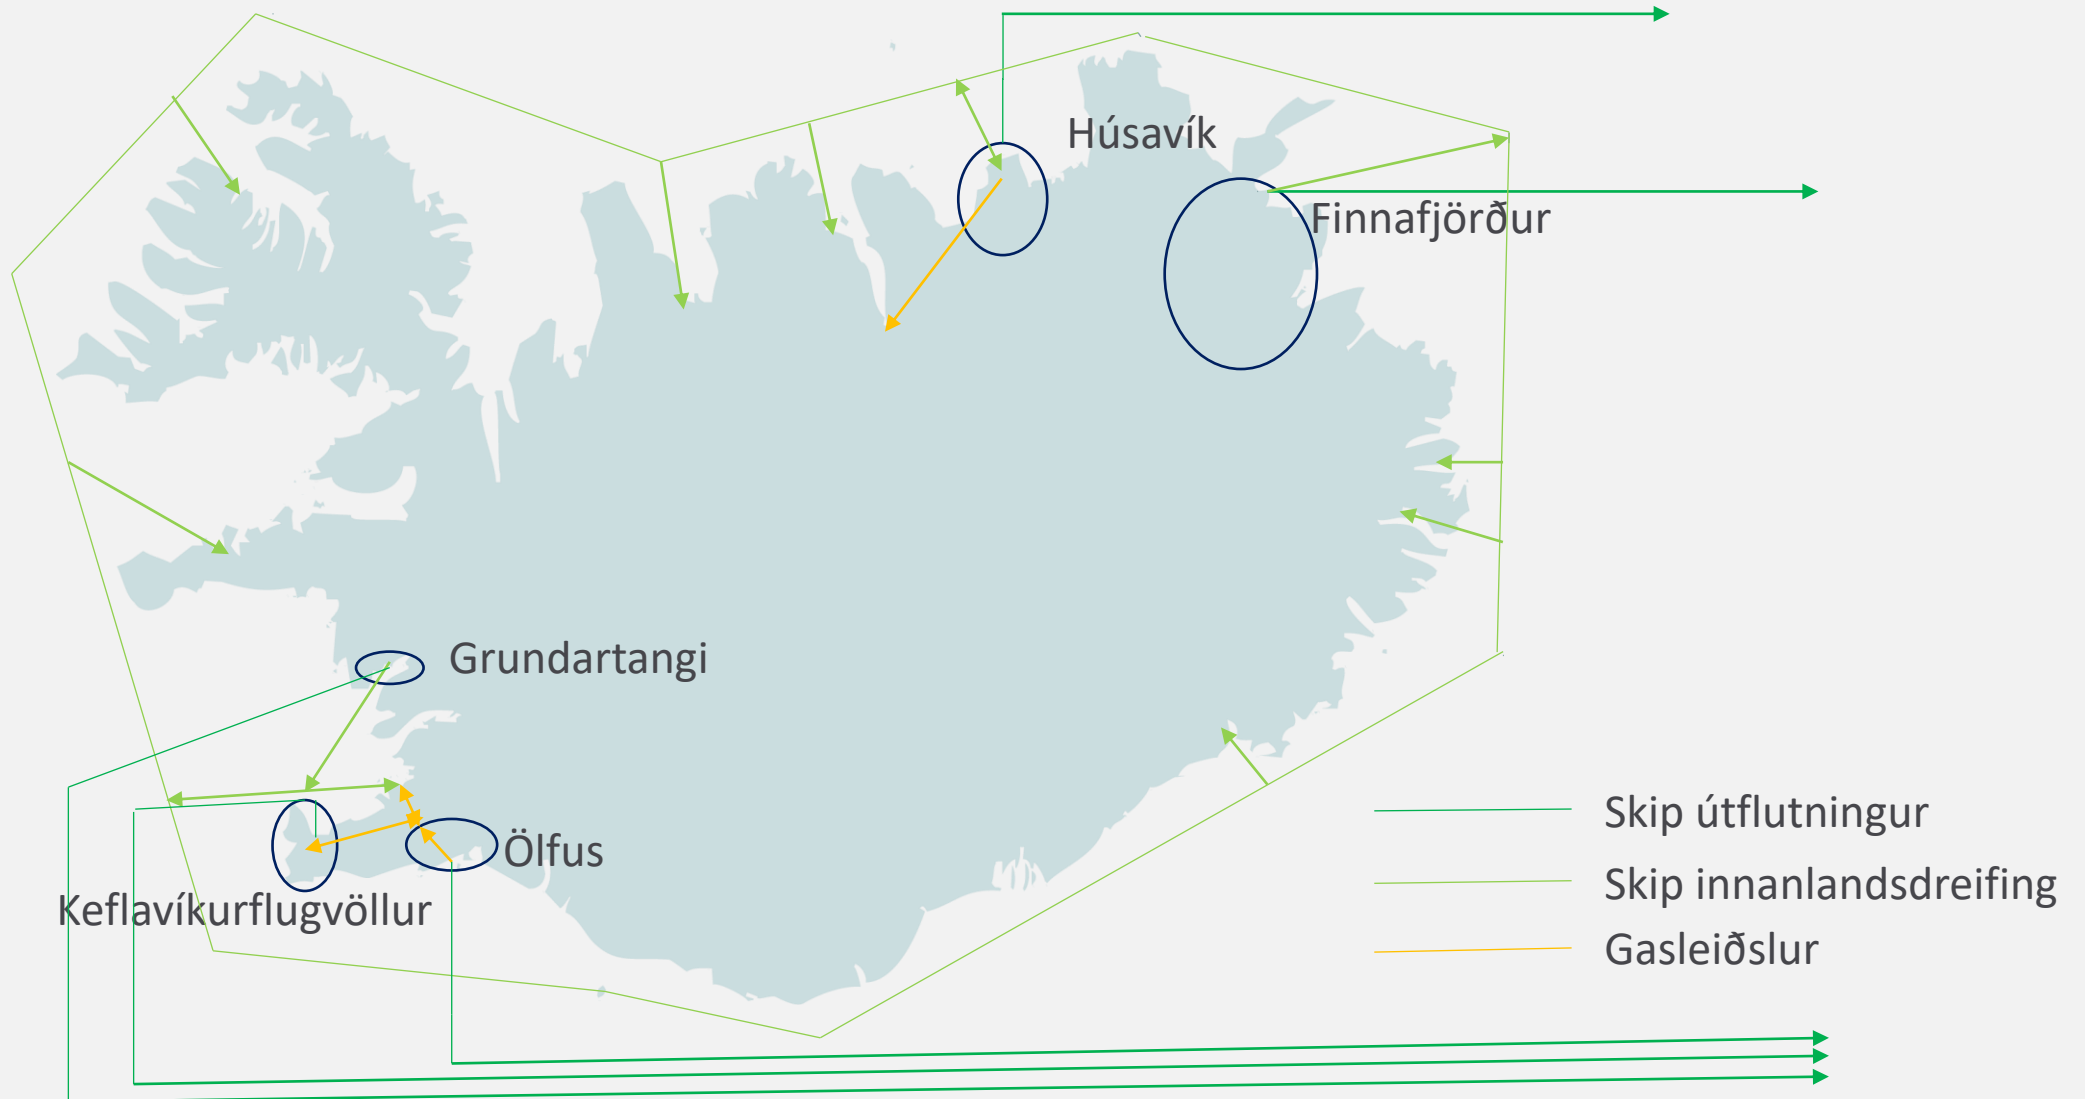 Húsavík
Finnafjörður
Grundartangi
Ölfus
Keflavíkurflugvöllur
Skip útflutningur
Skip innanlandsdreifing
Gasleiðslur